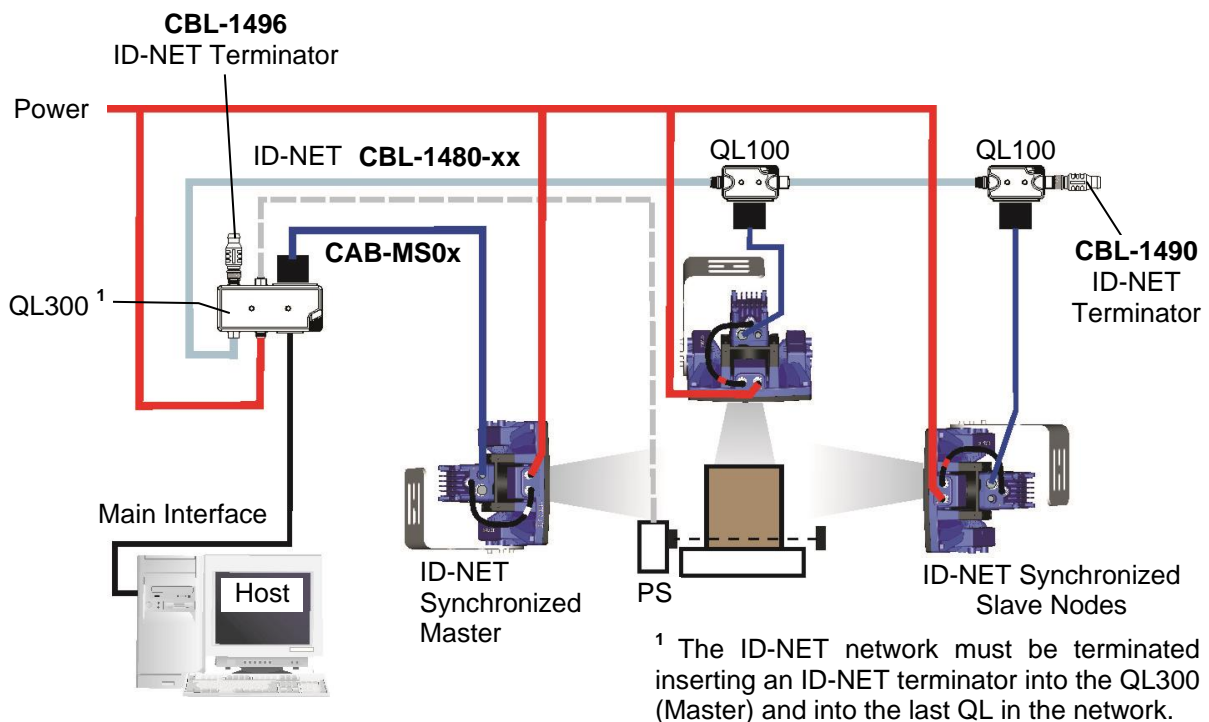 CBL-1496
ID-NET Terminator
Power
ID-NET CBL-1480-xx
QL100
QL100
CAB-MS0x
CBL-1490
ID-NET
Terminator
QL300 ¹
Main Interface
Host
ID-NET
Synchronized
Master
PS
ID-NET Synchronized
Slave Nodes
¹ The ID-NET network must be terminated
inserting an ID-NET terminator into the QL300
(Master) and into the last QL in the network.